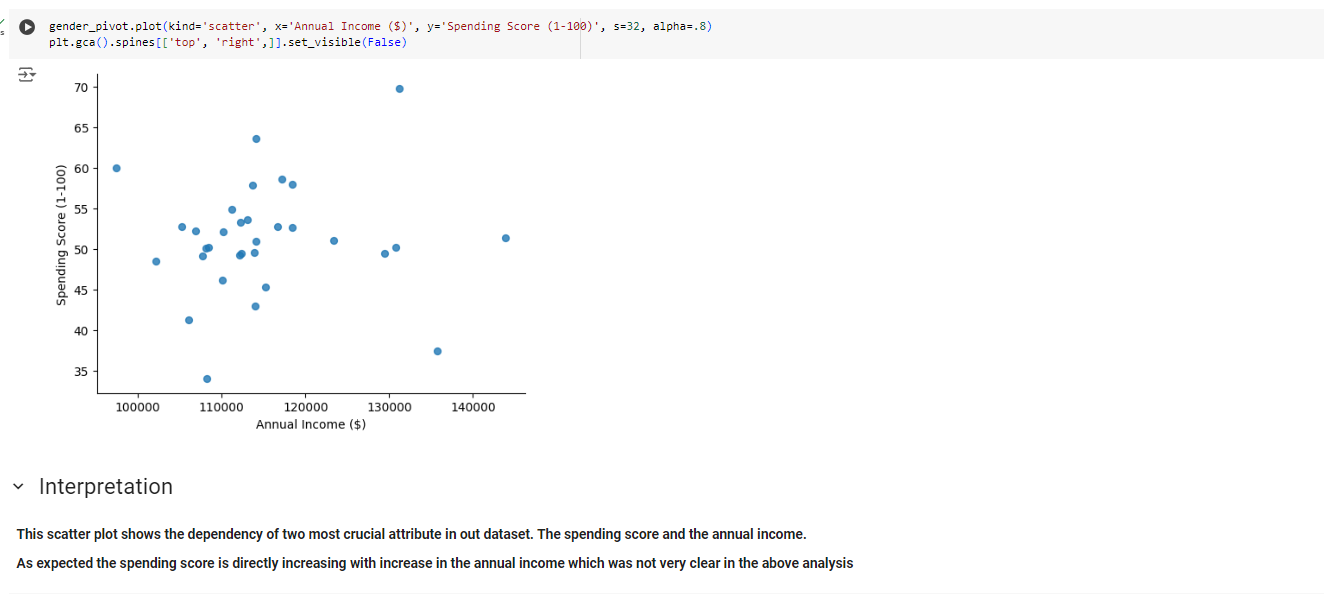 gender_pivot.plot(kind='scatter', x='Annual Income ($)', y='Spending Score (1-100)', s=32, alpha=.8)
s
plt.gca().spines[['top', 'right',]].set_visible(False)
70
65
60
55
50
45
40
35
Spending Score (1-100)
100000 110000 120000 130000 140000
Annual Income ($)
Interpretation
This scatter plot shows the dependency of two most crucial attribute in out dataset. The spending score and the annual income.
As expected the spending score is directly increasing with increase in the annual income which was not very clear in the above analysis